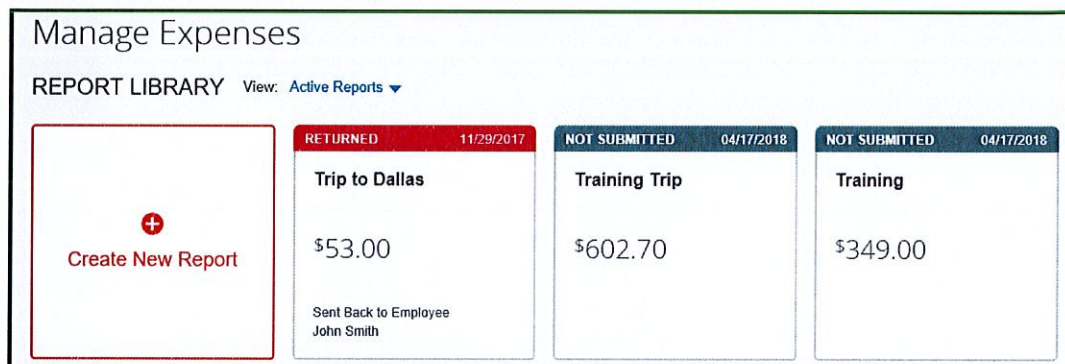 Manage Expenses
REPORT LIBRARY View: Active Reports
Create New Report
RETURNED 11/29/2017
Trip to Dallas
$53.00
Sent Back to Employee
John Smith
NOT SUBMITTED 04/17/2018
Training Trip
$602.70
NOT SUBMITTED 04/17/2018
Training
$349.00